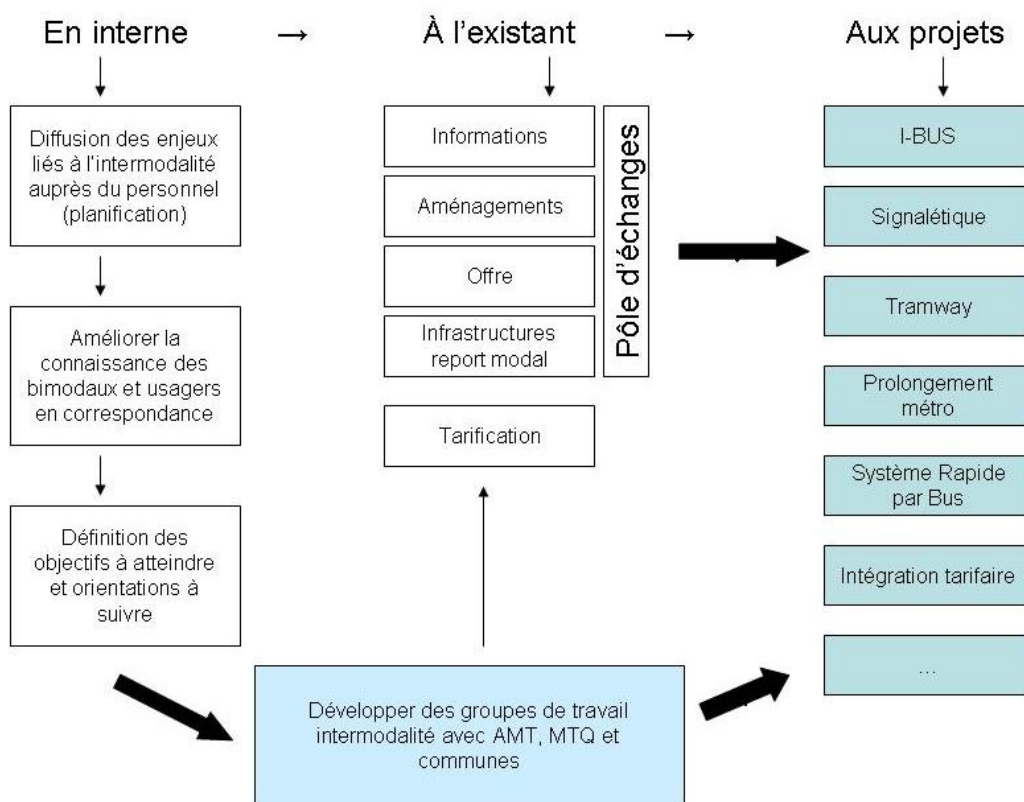 En interne → À l'existant → Aux projets
Diffusion des enjeux
liés à l'intermodalité
auprès du personnel
(planification)
Améliorer la
connaissance des
bimodaux et usagers
en correspondance
Définition des
objectifs à atteindre
et orientations à
suivre
Informations
Aménagements
Offre
Infrastructures
report modal
Pôle d'échanges
Tarification
Développer des groupes de travail
intermodalité avec AMT, MTQ et
communes
I-BUS
Signalétique
Tramway
Prolongement
métro
Système Rapide
par Bus
Intégration tarifaire
...